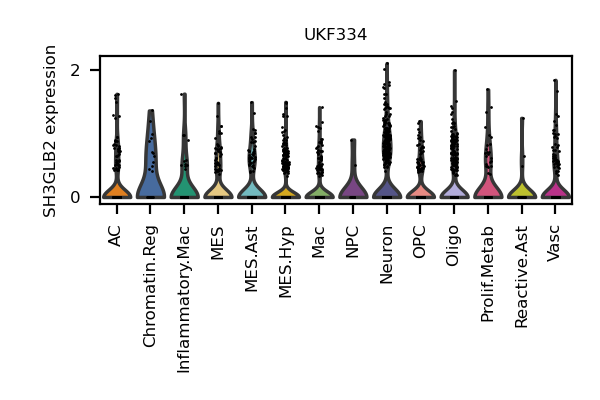 UKF334
SH3GLB2 expression
2
0
AC
Chromatin.Reg
Inflammatory.Mac
MES
MES.Ast
MES.Hyp
Mac
NPC
Neuron
OPC
Oligo
Prolif.Metab
Reactive.Ast
Vasc